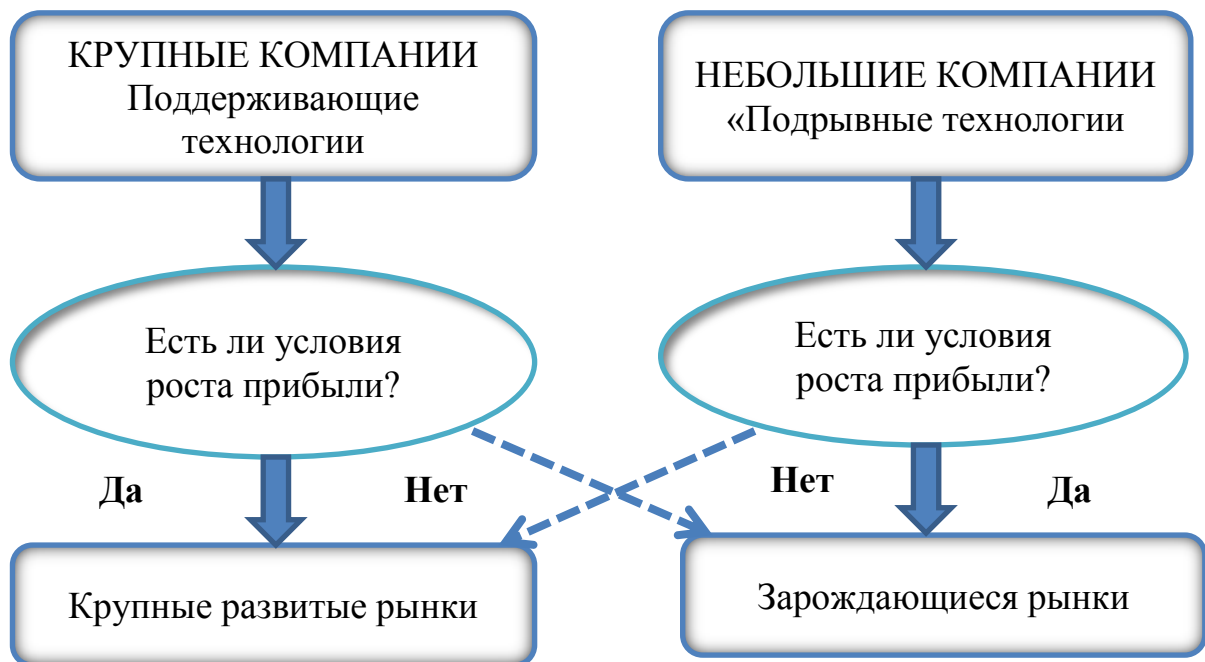 КРУПНЫЕ КОМПАНИИ
Поддерживающие
технологии
НЕБОЛЬШИЕ КОМПАНИИ
«Подрывные технологии
Есть ли условия
роста прибыли?
Есть ли условия
роста прибыли?
Да
Нет
Нет
Да
Крупные развитые рынки
Зарождающиеся рынки